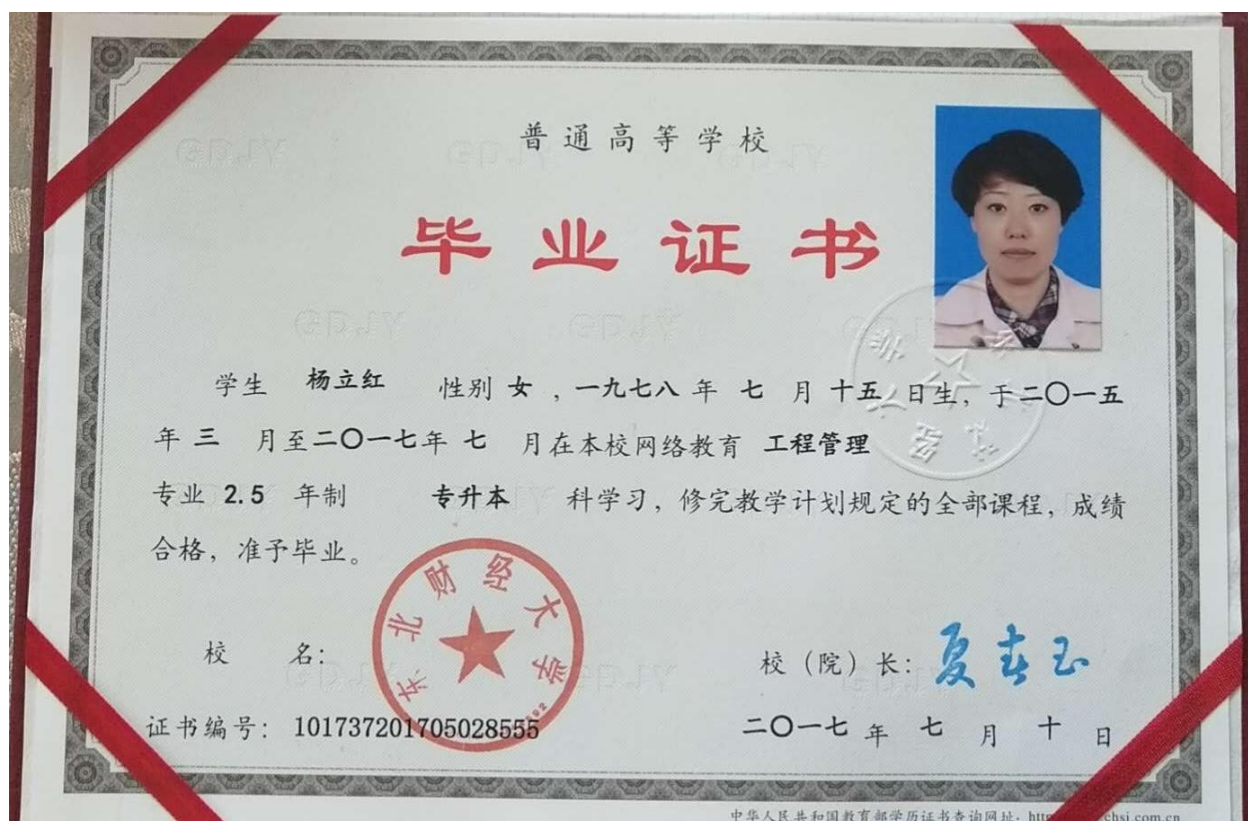 普通高等学校
毕业证书
学生 杨立红 性别 女 ，一九七八 年 七 月 十五 日生，于二〇一五
年 三 月至二〇一七年 七 月在本校网络教育 工程管理
专业 2.5 年制 专升本 科学习，修完教学计划规定的全部课程，成绩
合格，准予毕业。
东北财经大学
校 名：
校（院）长：夏春玉
证书编号：101737201705028555
二〇一七 年 七 月 十 日
中华人民共和国教育部学历证书查询网址：chsi.com.cn